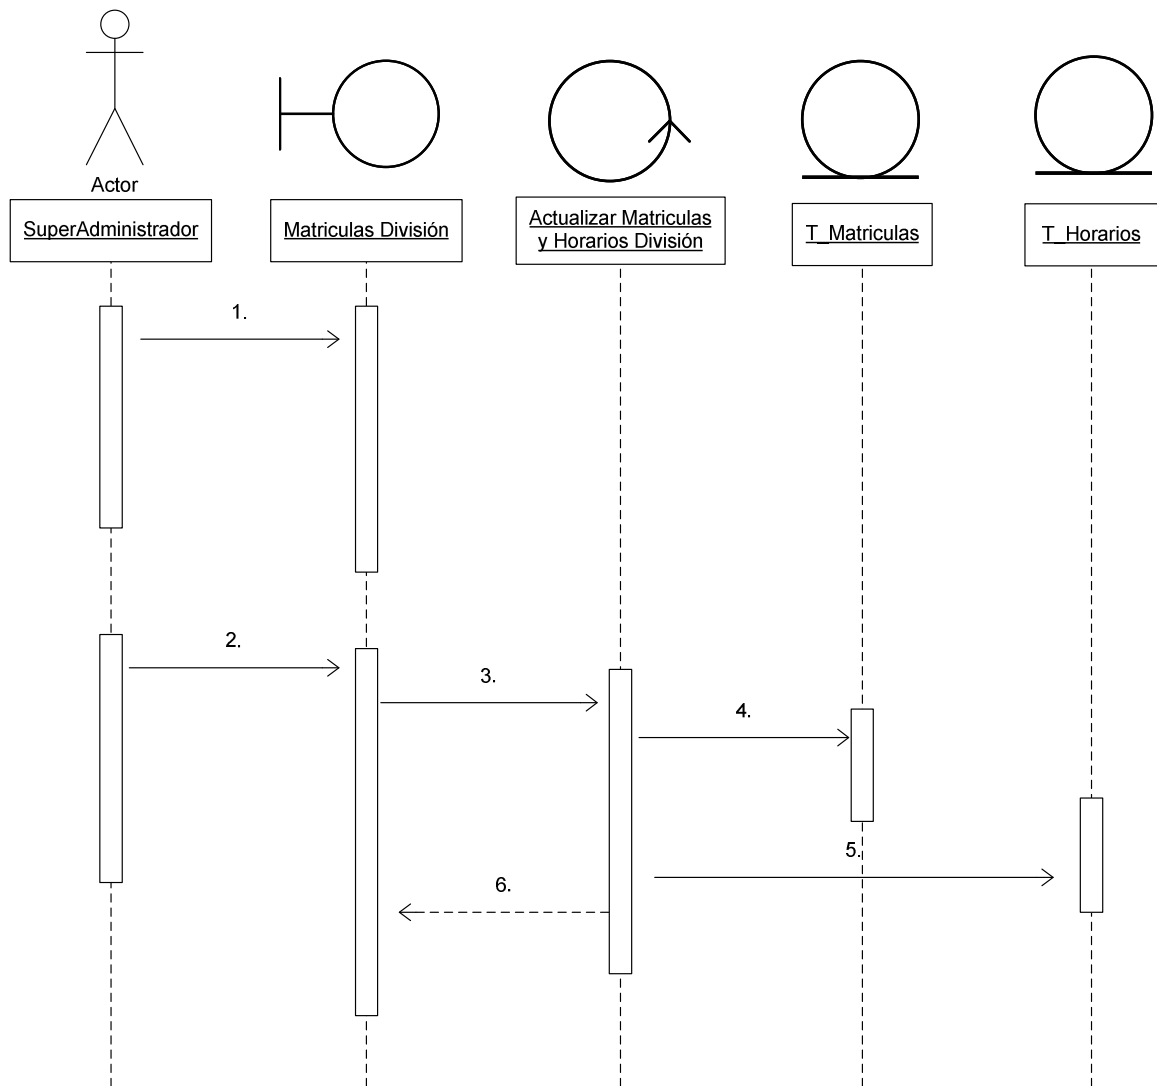 Actor
SuperAdministrador
Matriculas División
Actualizar Matriculas
y Horarios División
T_Matriculas
T_Horarios
1.
2.
3.
4.
5.
6.